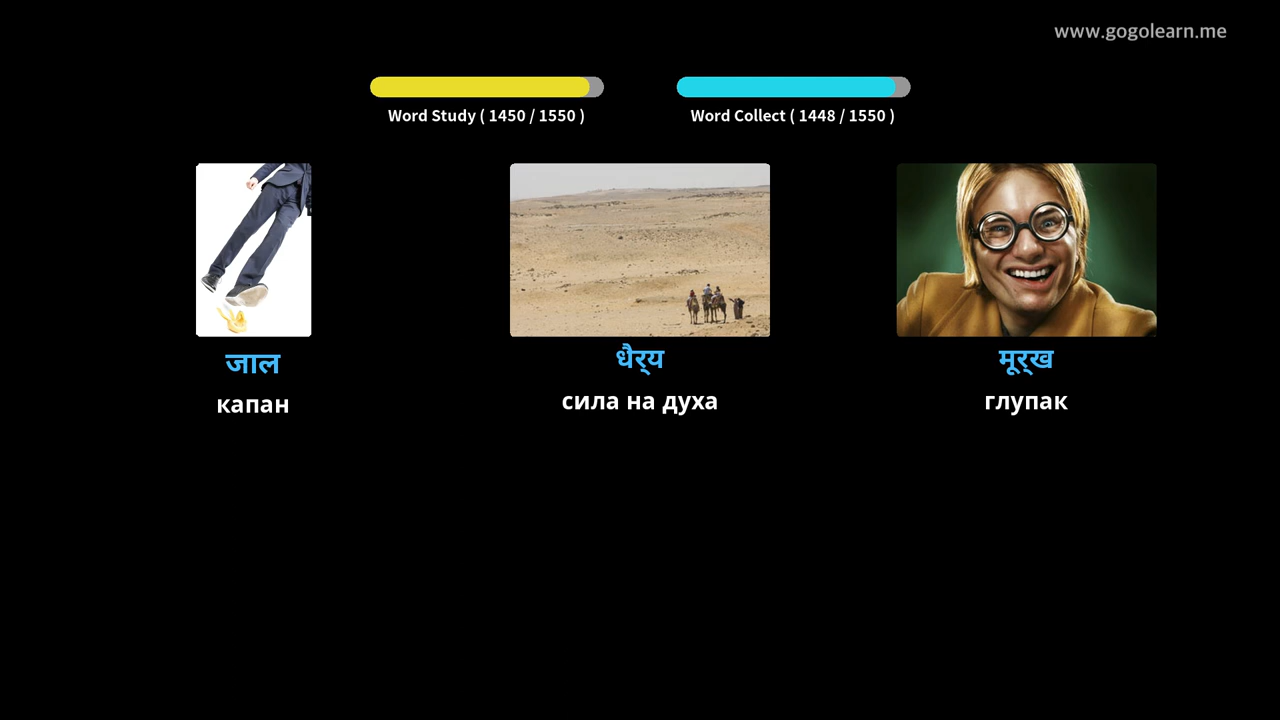 www.gogolearn.me
Word Study ( 1450 / 1550 )
Word Collect ( 1448 / 1550 )
जाल
капан
धैर्‍य
сила на духа
मूर्‍ख
глупак